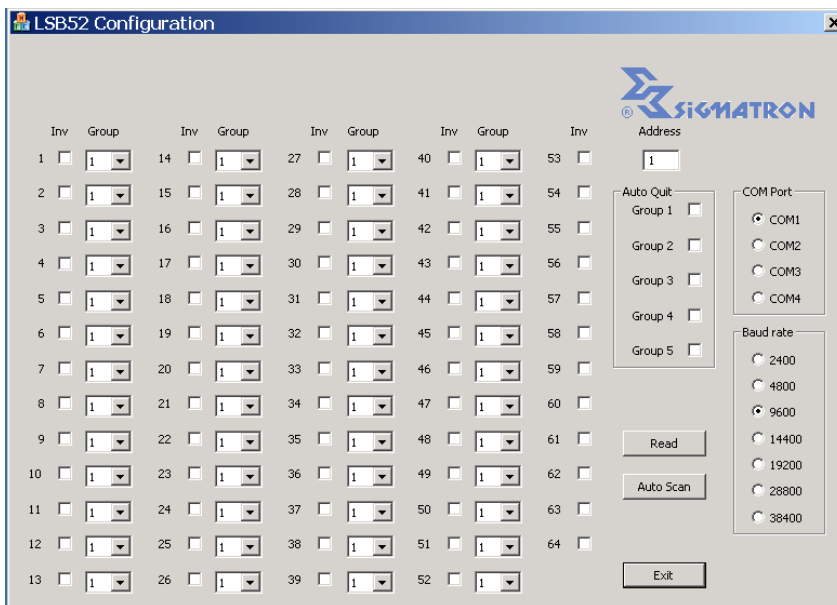 LSB52 Configuration
® SiGMATRON
Inv Group Inv Group Inv Group Inv Group Inv Address
1 1 14 1 27 1 40 1 53 1
2 1 15 1 28 1 41 1 54 Auto Quit COM Port
3 1 16 1 29 1 42 1 55 Group 1 COM1
4 1 17 1 30 1 43 1 56 Group 2 COM2
5 1 18 1 31 1 44 1 57 Group 3 COM3
6 1 19 1 32 1 45 1 58 Group 4 COM4
7 1 20 1 33 1 46 1 59 Group 5 Baud rate
8 1 21 1 34 1 47 1 60 2400
9 1 22 1 35 1 48 1 61 Read 4800
10 1 23 1 36 1 49 1 62 Auto Scan 9600
11 1 24 1 37 1 50 1 63 14400
12 1 25 1 38 1 51 1 64 19200
13 1 26 1 39 1 52 1 Exit 28800
38400